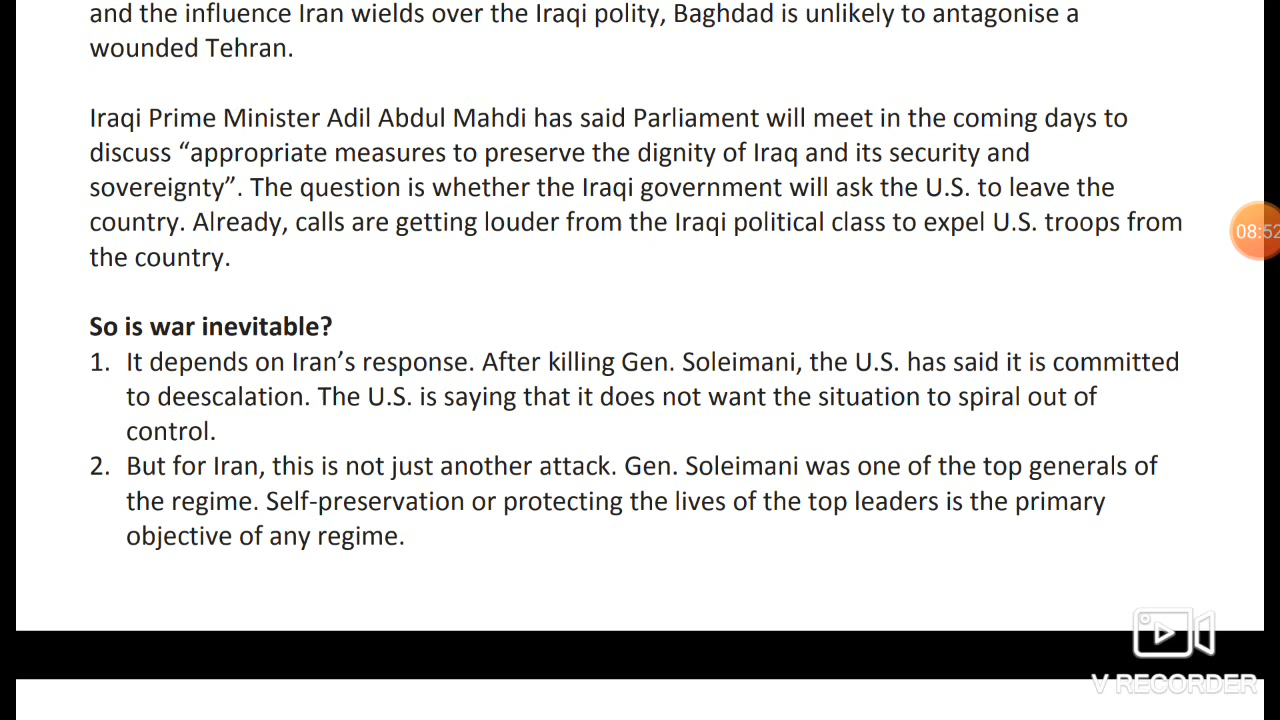 and the influence Iran wields over the Iraqi polity, Baghdad is unlikely to antagonise a
wounded Tehran.
Iraqi Prime Minister Adil Abdul Mahdi has said Parliament will meet in the coming days to
discuss “appropriate measures to preserve the dignity of Iraq and its security and
sovereignty”. The question is whether the Iraqi government will ask the U.S. to leave the
country. Already, calls are getting louder from the Iraqi political class to expel U.S. troops from
the country.
So is war inevitable?
1. It depends on Iran’s response. After killing Gen. Soleimani, the U.S. has said it is committed
to deescalation. The U.S. is saying that it does not want the situation to spiral out of
control.
2. But for Iran, this is not just another attack. Gen. Soleimani was one of the top generals of
the regime. Self-preservation or protecting the lives of the top leaders is the primary
objective of any regime.
08:52
V RECORDER